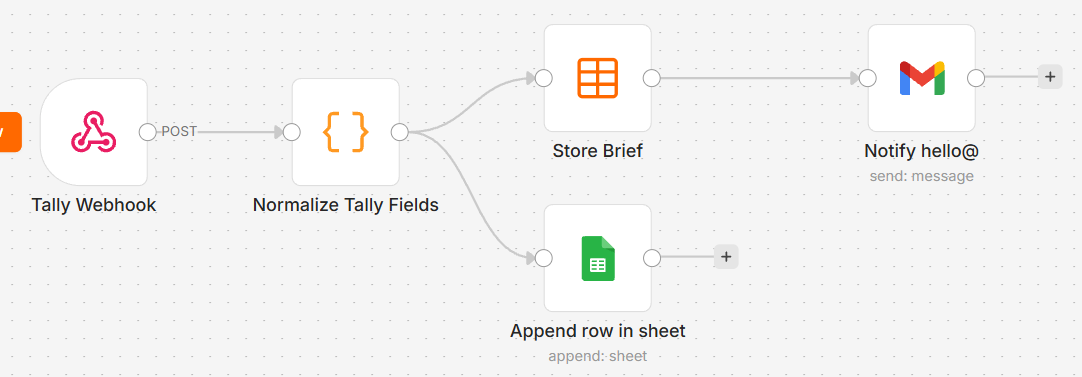 POST
Tally Webhook
Normalize Tally Fields
Store Brief
Notify hello@
send: message
Append row in sheet
append: sheet